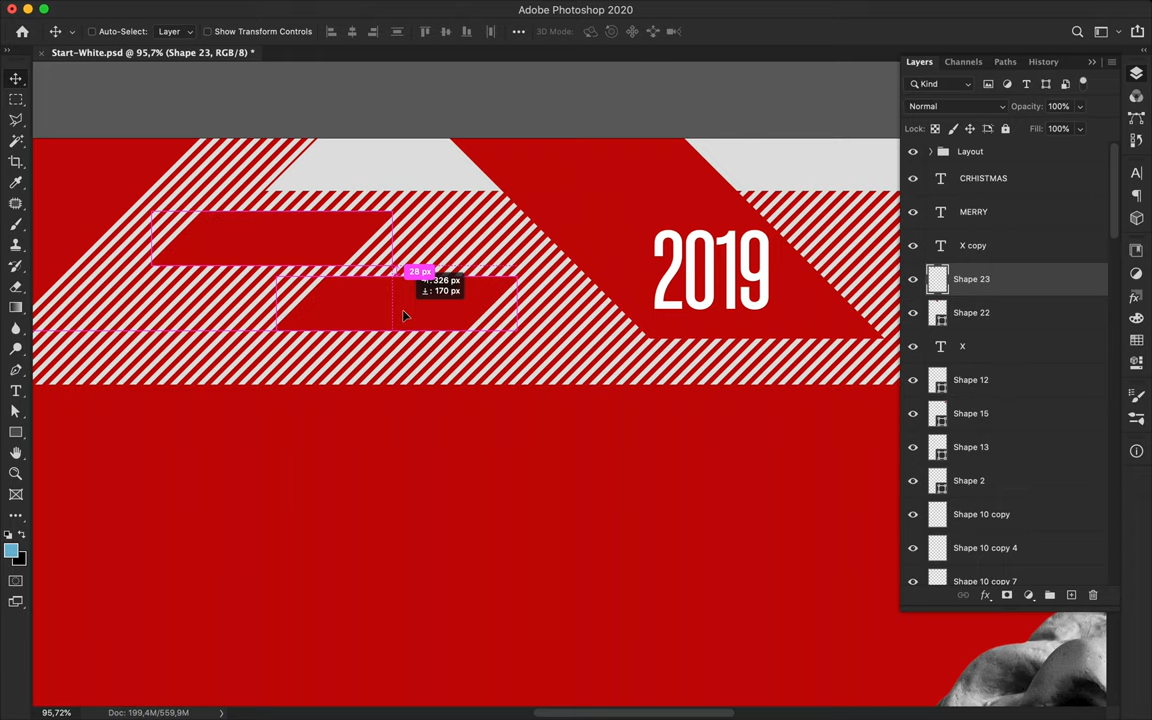 Adobe Photoshop 2020
Auto-Select:
Layer
Show Transform Controls
3D Mode:
Start-White.psd @ 95,7% (Shape 23, RGB/8) *
Layers
Channels
Paths
History
Kind
Normal
Opacity: 100%
Lock:
Fill: 100%
Layout
CRHISTMAS
MERRY
X copy
Shape 23
Shape 22
X
Shape 12
Shape 15
Shape 13
Shape 2
Shape 10 copy
Shape 10 copy 4
Shape 10 copy 7
2019
28 px
326 px
170 px
95,72%
Doc: 199,4M/559,9M